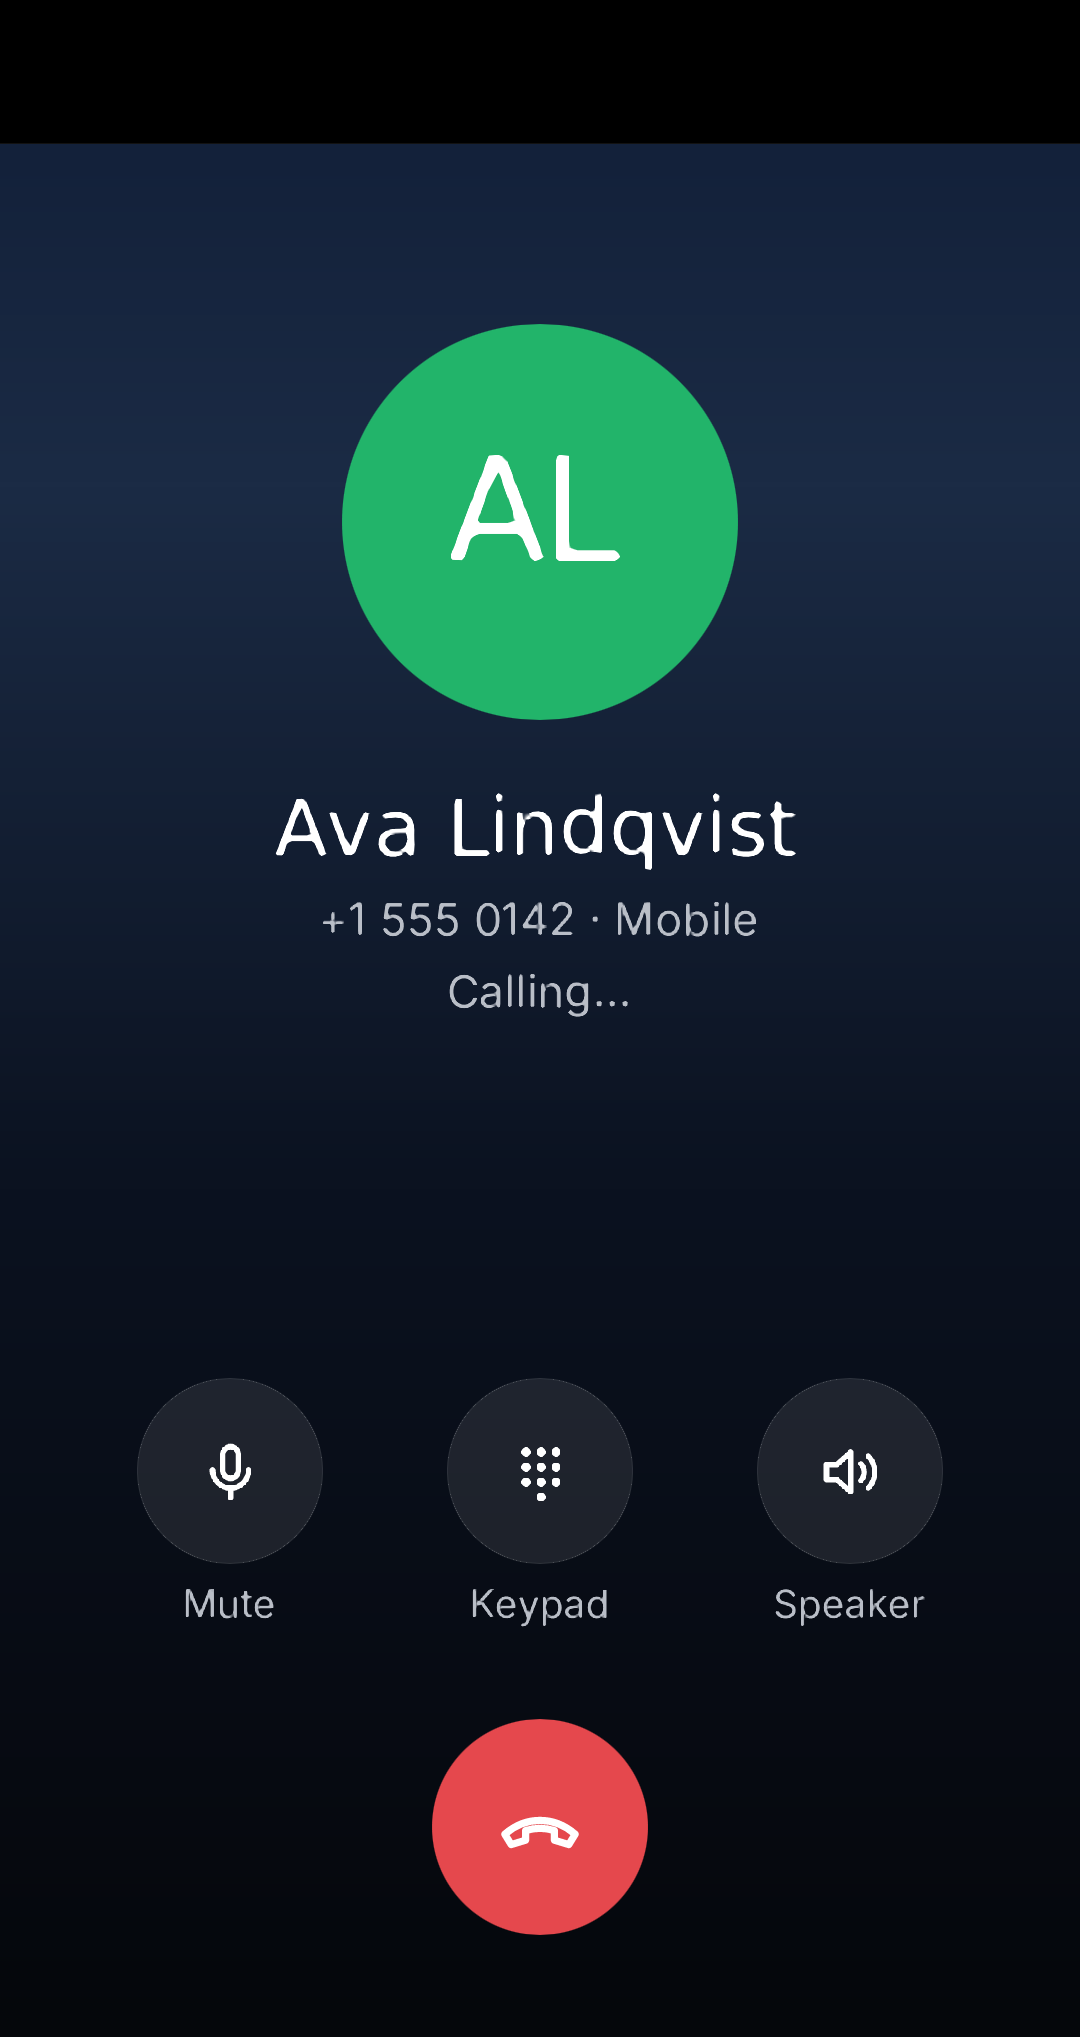 AL
Ava Lindqvist
+1 555 0142 · Mobile
Calling...
Mute Keypad Speaker